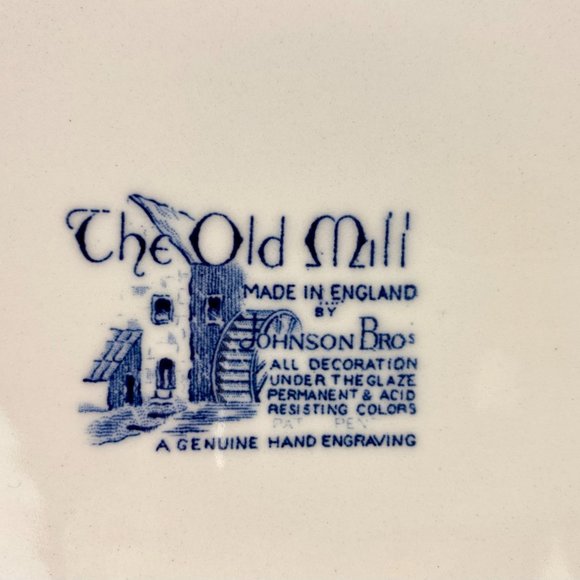 The Old Mill
MADE IN ENGLAND
BY
JOHNSON BROS
ALL DECORATION
UNDER THE GLAZE
PERMANENT & ACID
RESISTING COLORS
A GENUINE HAND ENGRAVING